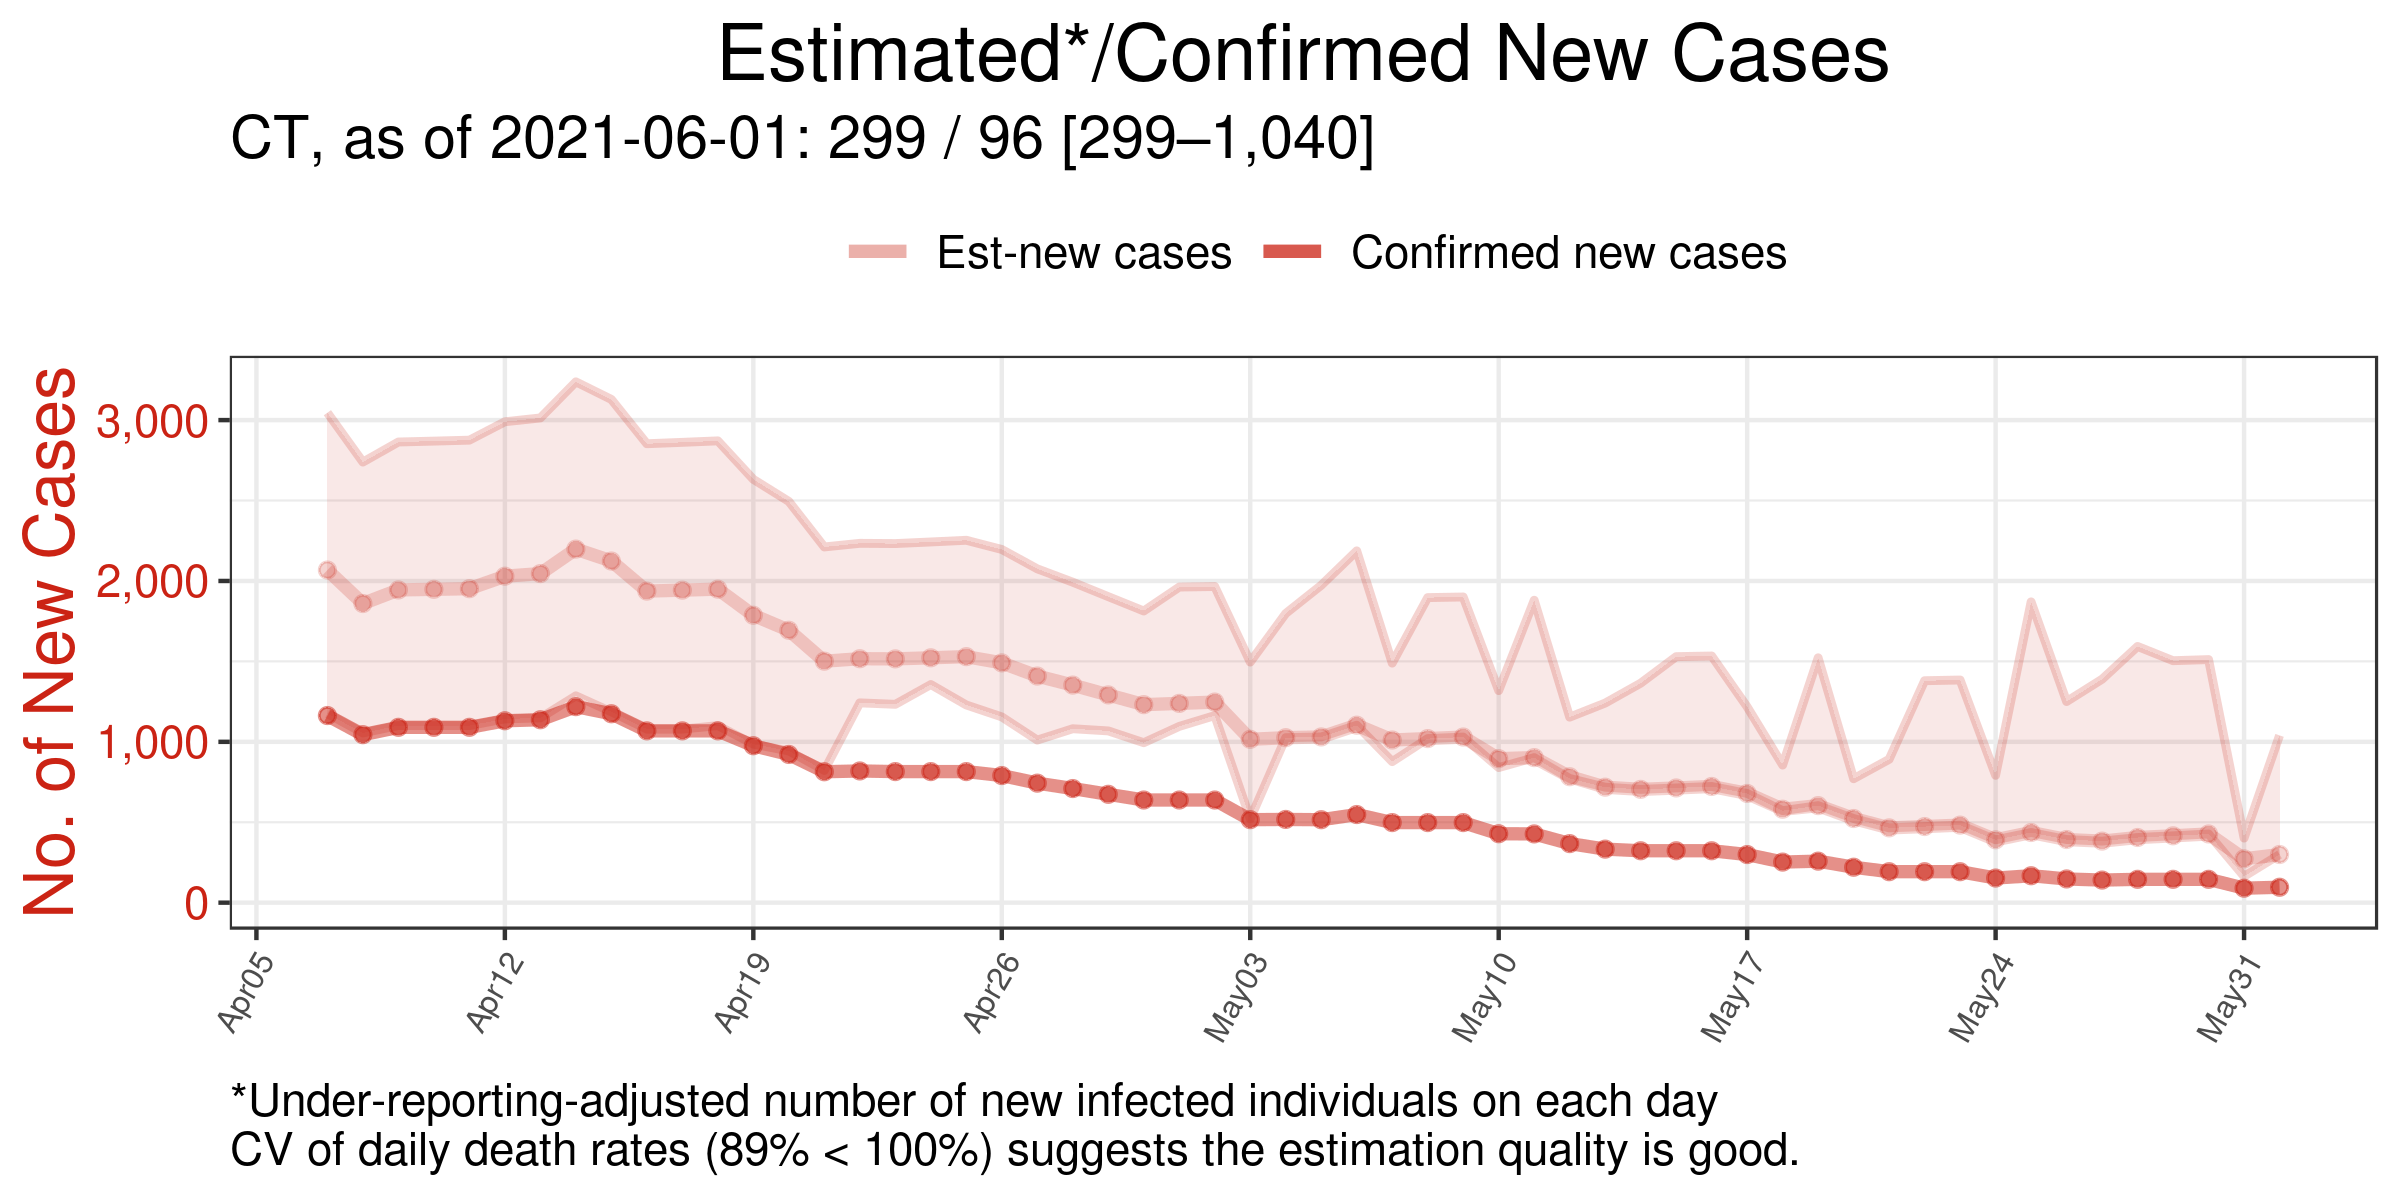 Estimated*/Confirmed New Cases
CT, as of 2021-06-01: 299 / 96 [299–1,040]
Est-new cases
Confirmed new cases
No. of New Cases
3,000
2,000
1,000
0
Apr05
Apr12
Apr19
Apr26
May03
May10
May17
May24
May31
*Under-reporting-adjusted number of new infected individuals on each day
CV of daily death rates (89% < 100%) suggests the estimation quality is good.